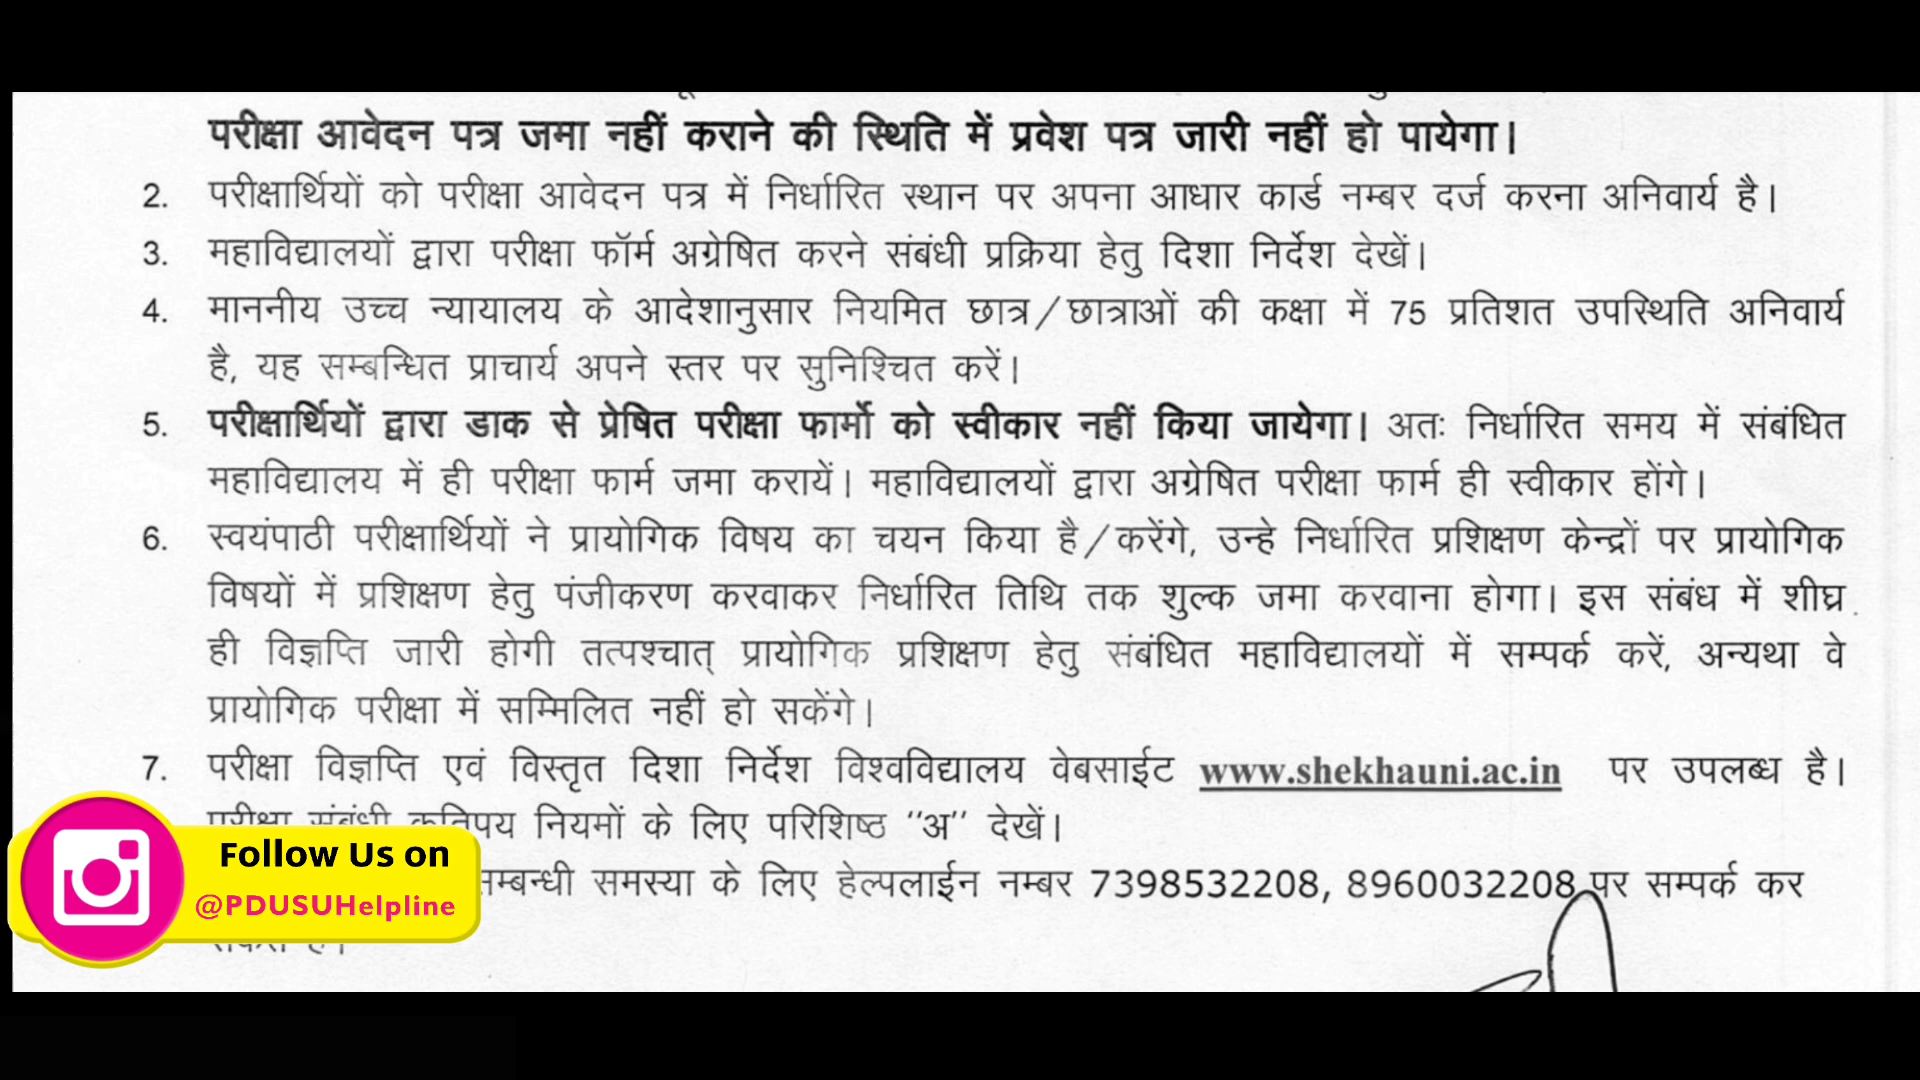 परीक्षा आवेदन पत्र जमा नहीं कराने की स्थिति में प्रवेश पत्र जारी नहीं हो पायेगा।
2. परीक्षार्थियों को परीक्षा आवेदन पत्र में निर्धारित स्थान पर अपना आधार कार्ड नम्बर दर्ज करना अनिवार्य है।
3. महाविद्यालयों द्वारा परीक्षा फॉर्म अग्रेषित करने संबंधी प्रक्रिया हेतु दिशा निर्देश देखें।
4. माननीय उच्च न्यायालय के आदेशानुसार नियमित छात्र/छात्राओं की कक्षा में 75 प्रतिशत उपस्थिति अनिवार्य
है, यह सम्बन्धित प्राचार्य अपने स्तर पर सुनिश्चित करें।
5. परीक्षार्थियों द्वारा डाक से प्रेषित परीक्षा फार्मो को स्वीकार नहीं किया जायेगा। अतः निर्धारित समय में संबंधित
महाविद्यालय में ही परीक्षा फार्म जमा करायें। महाविद्यालयों द्वारा अग्रेषित परीक्षा फार्म ही स्वीकार होंगे।
6. स्वयंपाठी परीक्षार्थियों ने प्रायोगिक विषय का चयन किया है/करेंगे, उन्हे निर्धारित प्रशिक्षण केन्द्रों पर प्रायोगिक
विषयों में प्रशिक्षण हेतु पंजीकरण करवाकर निर्धारित तिथि तक शुल्क जमा करवाना होगा। इस संबंध में शीघ्र
ही विज्ञप्ति जारी होगी तत्पश्चात् प्रायोगिक प्रशिक्षण हेतु संबंधित महाविद्यालयों में सम्पर्क करें, अन्यथा वे
प्रायोगिक परीक्षा में सम्मिलित नहीं हो सकेंगे।
7. परीक्षा विज्ञप्ति एवं विस्तृत दिशा निर्देश विश्वविद्यालय वेबसाईट www.shekhauni.ac.in पर उपलब्ध है।
परीक्षा संबंधी कतिपय नियमों के लिए परिशिष्ठ ''अ'' देखें।
सम्बन्धी समस्या के लिए हेल्पलाईन नम्बर 7398532208, 8960032208 पर सम्पर्क कर
Follow Us on
@PDUSUHelpline